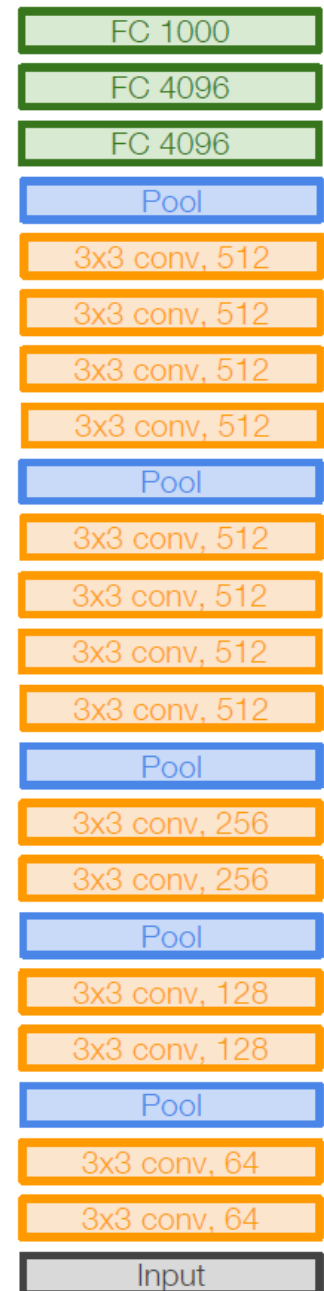 FC 1000
FC 4096
FC 4096
Pool
3x3 conv, 512
3x3 conv, 512
3x3 conv, 512
3x3 conv, 512
Pool
3x3 conv, 512
3x3 conv, 512
3x3 conv, 512
3x3 conv, 512
Pool
3x3 conv, 256
3x3 conv, 256
Pool
3x3 conv, 128
3x3 conv, 128
Pool
3x3 conv, 64
3x3 conv, 64
Input